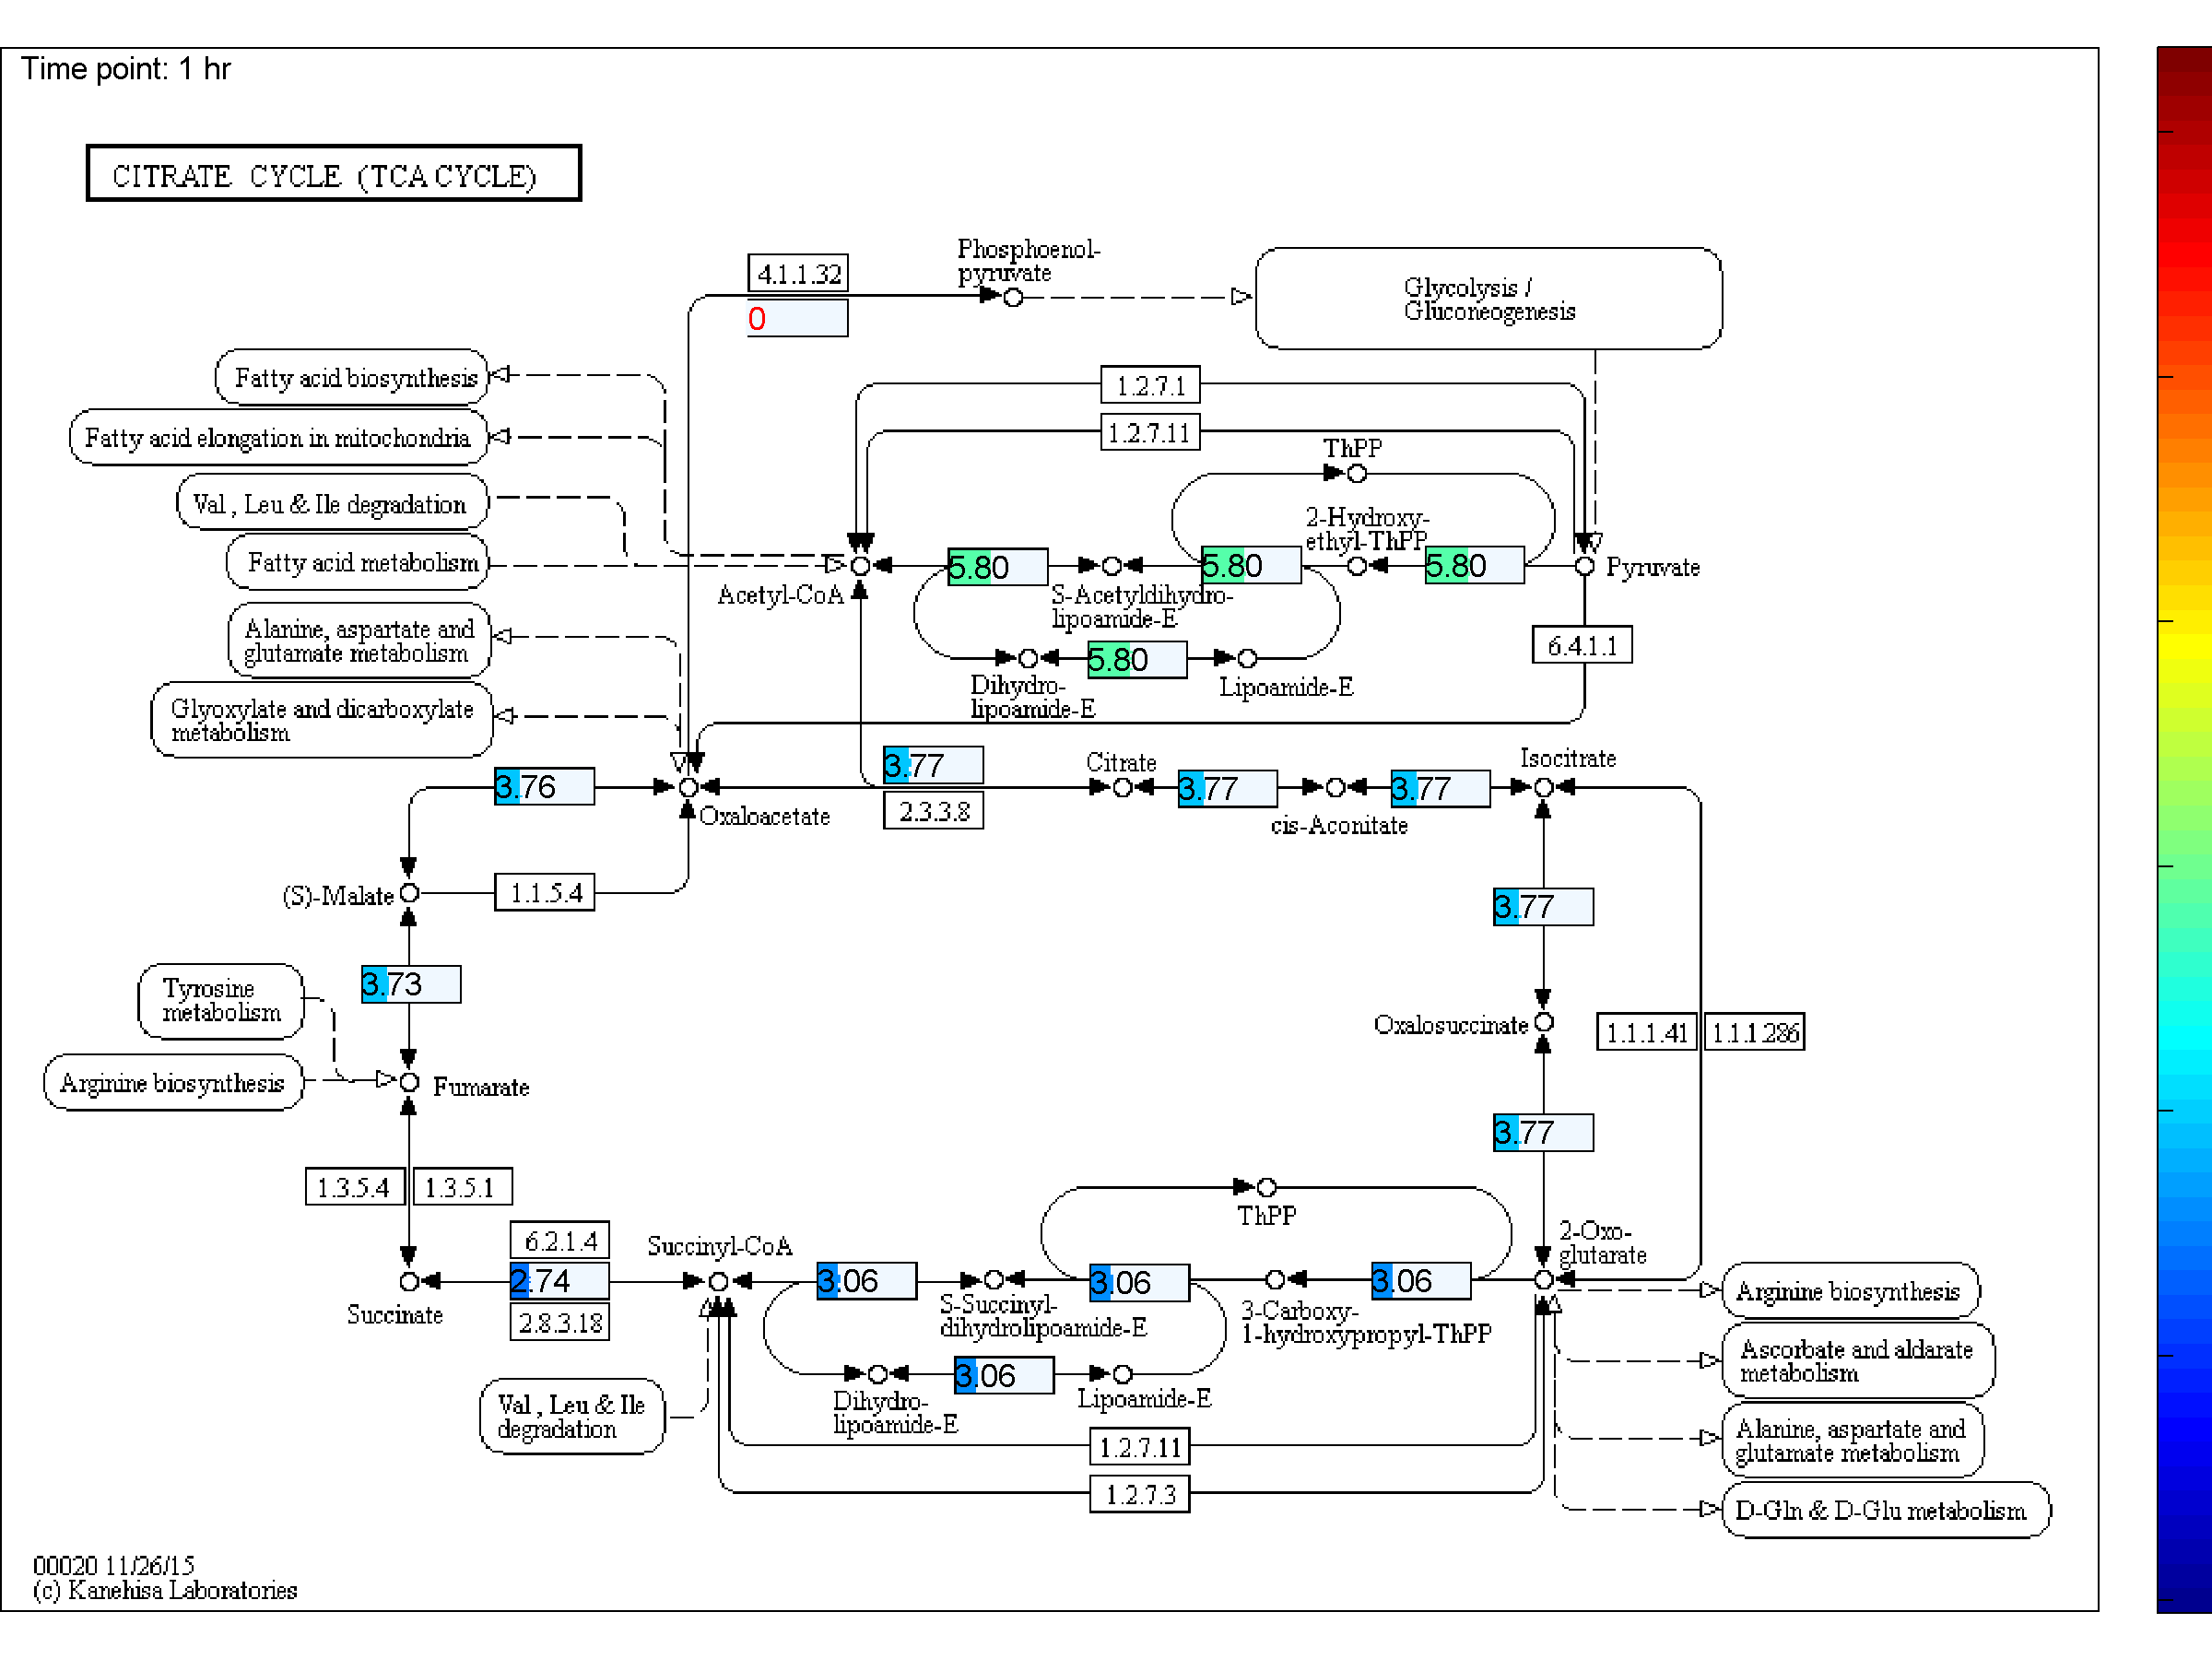 Time point: 1 hr
CITRATE CYCLE (TCA CYCLE)
Phosphoenol-
pyruvate
4.1.1.32
0
Glycolysis /
Gluconeogenesis
Fatty acid biosynthesis
Fatty acid elongation in mitochondria
Val , Leu & Ile degradation
Fatty acid metabolism
1.2.7.1
1.2.7.11
ThPP
2-Hydroxy-
ethyl-ThPP
5.80
5.80
5.80
Pyruvate
Acetyl-CoA
S-Acetyldihydro-
lipoamide-E
Alanine, aspartate and
glutamate metabolism
6.4.1.1
5.80
Dihydro-
lipoamide-E
Lipoamide-E
Glyoxylate and dicarboxylate
metabolism
3.77
Citrate
Isocitrate
3.76
3.77
3.77
Oxaloacetate
2.3.3.8
cis-Aconitate
(S)-Malate
1.1.5.4
3.77
3.73
Tyrosine
metabolism
Oxalosuccinate
1.1.1.41
1.1.1.286
Arginine biosynthesis
Fumarate
3.77
1.3.5.4
1.3.5.1
ThPP
6.2.1.4
Succinyl-CoA
2-Oxo-
glutarate
2.74
3.06
3.06
3.06
Succinate
2.8.3.18
S-Succinyl-
dihydrolipoamide-E
3-Carboxy-
1-hydroxypropyl-ThPP
Arginine biosynthesis
Ascorbate and aldarate
metabolism
3.06
Val , Leu & Ile
degradation
Dihydro-
lipoamide-E
Lipoamide-E
Alanine, aspartate and
glutamate metabolism
1.2.7.11
1.2.7.3
D-Gln & D-Glu metabolism
00020 11/26/15
(c) Kanehisa Laboratories